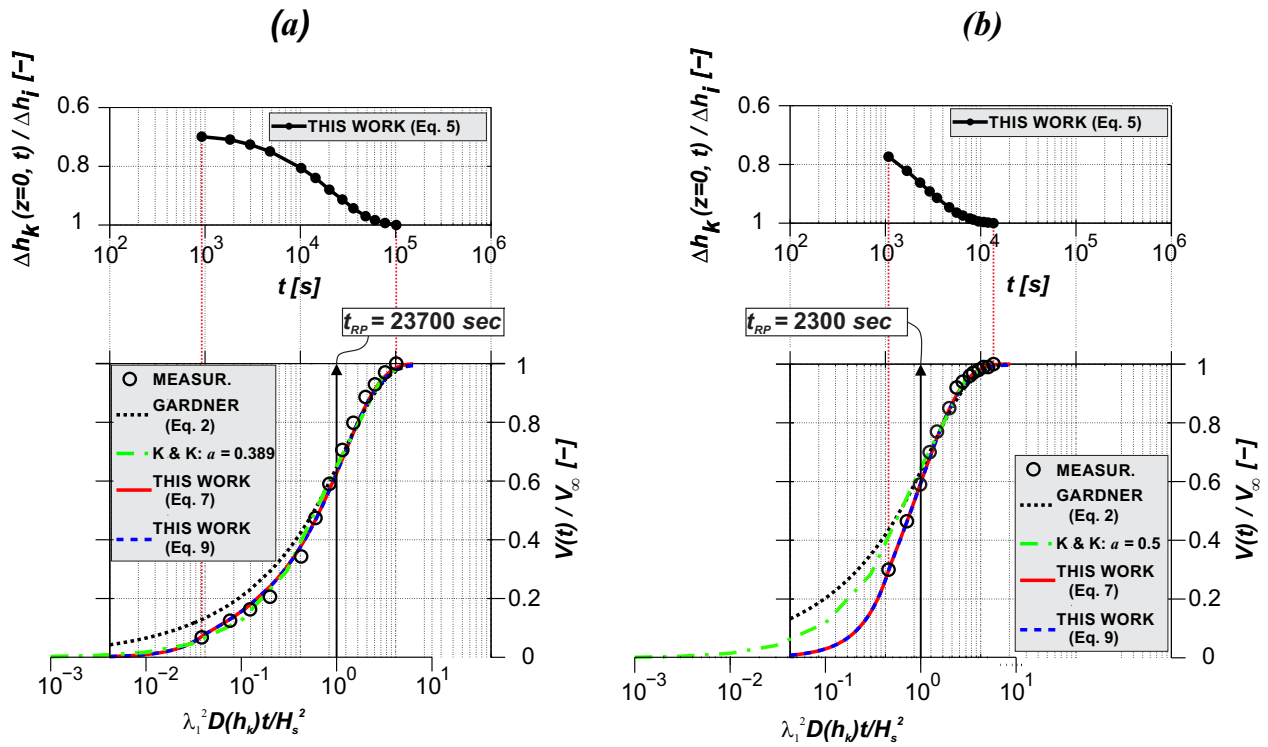 (a)
Δh_k(z=0, t) / Δh_i [–]
0.6
0.8
1
THIS WORK (Eq. 5)
10^2 10^3 10^4 10^5 10^6
t [s]
t_RP = 23700 sec
MEASUR.
GARDNER
(Eq. 2)
K & K: a = 0.389
THIS WORK
(Eq. 7)
THIS WORK
(Eq. 9)
1
0.8
0.6
0.4
0.2
0
V(t) / V_∞ [–]
10^−3 10^−2 10^−1 10^0 10^1
λ_1^2 D(h_k)t/H_s^2
(b)
Δh_k(z=0, t) / Δh_i [–]
0.6
0.8
1
THIS WORK (Eq. 5)
10^2 10^3 10^4 10^5 10^6
t [s]
t_RP = 2300 sec
MEASUR.
GARDNER
(Eq. 2)
K & K: a = 0.5
THIS WORK
(Eq. 7)
THIS WORK
(Eq. 9)
1
0.8
0.6
0.4
0.2
0
V(t) / V_∞ [–]
10^−3 10^−2 10^−1 10^0 10^1
λ_1^2 D(h_k)t/H_s^2